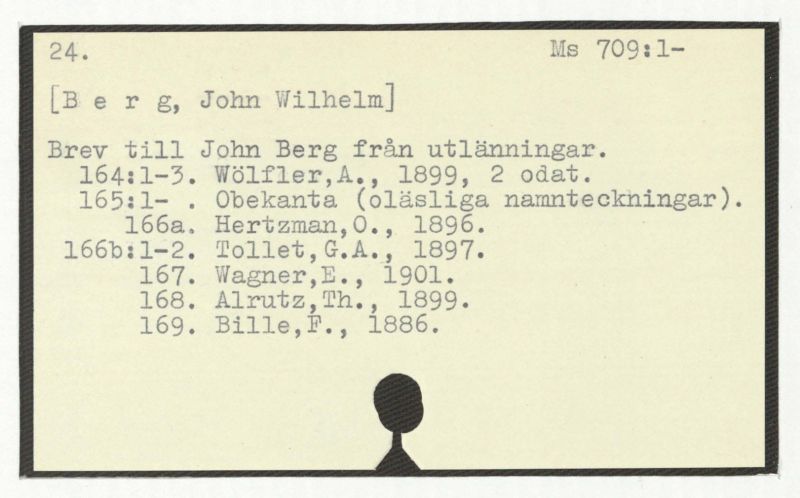 24. Ms 709:1-
[B e r g, John Wilhelm]
Brev till John Berg från utlänningar.
164:1-3. Wölfler,A., 1899, 2 odat.
165:1- . Obekanta (oläsliga namnteckningar).
166a. Hertzman,O., 1896.
166b:1-2. Tollet,G.A., 1897.
167. Wagner,E., 1901.
168. Alrutz,Th., 1899.
169. Bille,F., 1886.